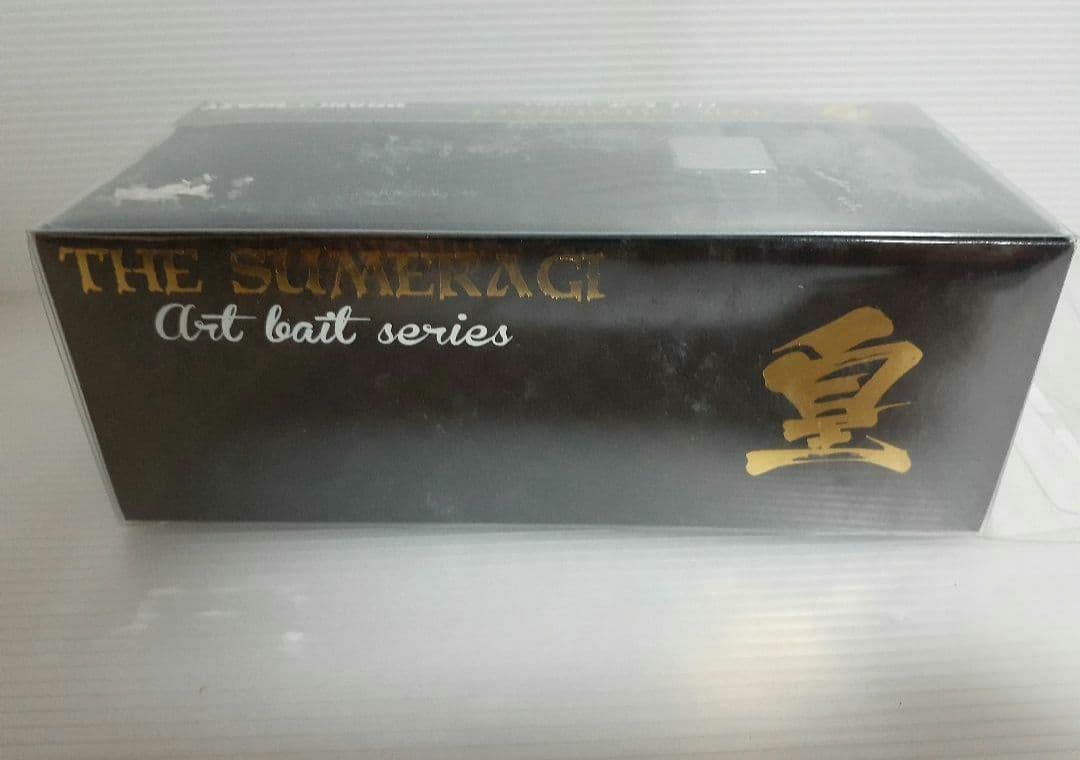 THE SUMERAGI
Art bait series
皇